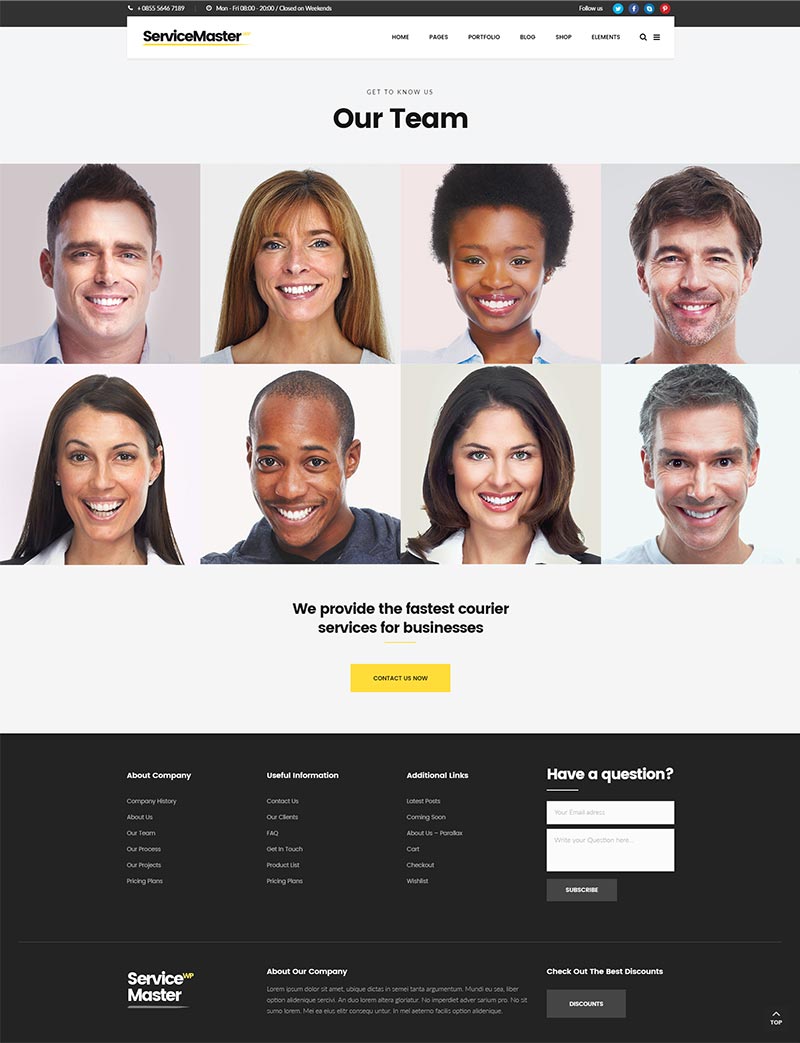 + 0855 5646 7189
Mon - Fri 08:00 - 20:00 / Closed on Weekends
Follow us
ServiceMaster WP
HOME PAGES PORTFOLIO BLOG SHOP ELEMENTS
GET TO KNOW US
Our Team
We provide the fastest courier
services for businesses
CONTACT US NOW
About Company
Company History
About Us
Our Team
Our Process
Our Projects
Pricing Plans
Useful Information
Contact Us
Our Clients
FAQ
Get In Touch
Product List
Pricing Plans
Additional Links
Latest Posts
Coming Soon
About Us – Parallax
Cart
Checkout
Wishlist
Have a question?
Your Email adress
Write your Question here...
SUBSCRIBE
Service WP
Master
About Our Company
Lorem ipsum dolor sit amet, ubique dictas in semei tanta argumentum. Mundi eu sea, liber
option alidenique sercivi. An dolor eum altera gloriatur. No imperdiet adver sarium pro. No sit
sumo lorem. Mei ea eius elitr consequ untur. In mel aeterno facilis option alidenique.
Check Out The Best Discounts
DISCOUNTS
TOP